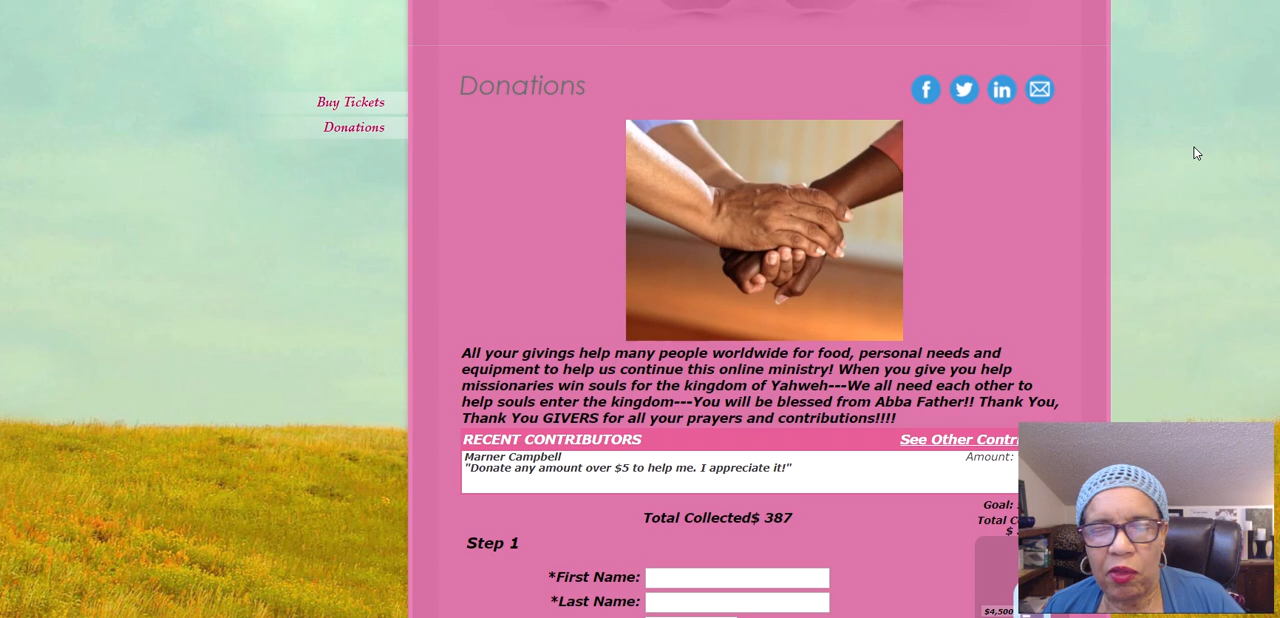 Donations
Buy Tickets
Donations
All your givings help many people worldwide for food, personal needs and
equipment to help us continue this online ministry! When you give you help
missionaries win souls for the kingdom of Yahweh---We all need each other to
help souls enter the kingdom---You will be blessed from Abba Father!! Thank You,
Thank You GIVERS for all your prayers and contributions!!!!
RECENT CONTRIBUTORS See Other Contri
Marner Campbell Amount:
"Donate any amount over $5 to help me. I appreciate it!"
Goal:
Total Collected$ 387
Total C
$
Step 1
*First Name:
*Last Name:
$4,500